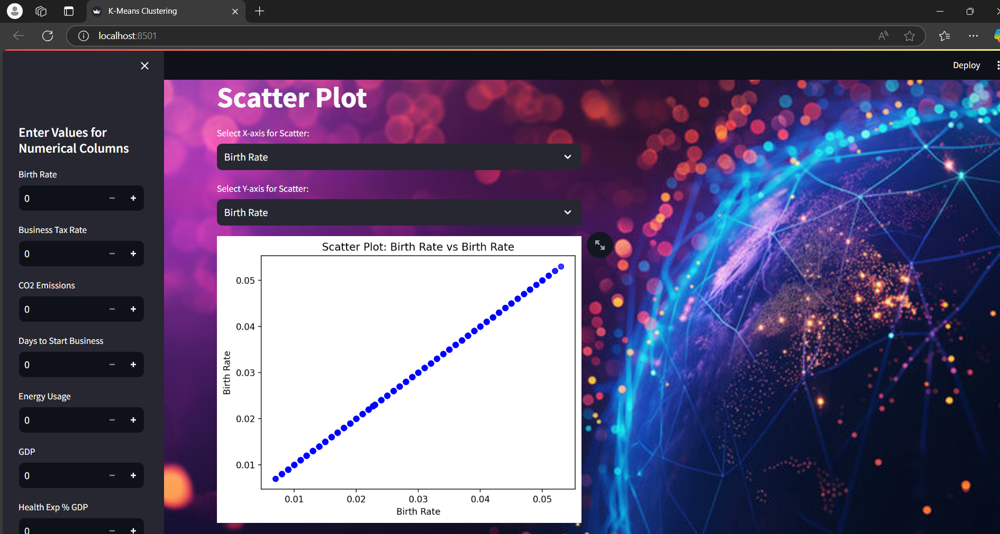 K-Means Clustering
localhost:8501
Deploy
Enter Values for
Numerical Columns
Birth Rate
0
Business Tax Rate
0
CO2 Emissions
0
Days to Start Business
0
Energy Usage
0
GDP
0
Health Exp % GDP
0
Scatter Plot
Select X-axis for Scatter:
Birth Rate
Select Y-axis for Scatter:
Birth Rate
Scatter Plot: Birth Rate vs Birth Rate
0.05
0.04
0.03
0.02
0.01
Birth Rate
0.01 0.02 0.03 0.04 0.05
Birth Rate